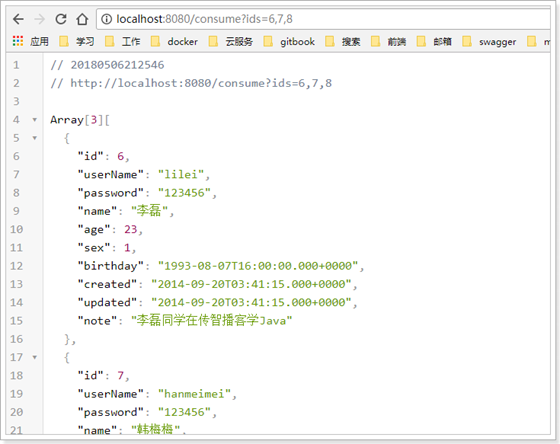 localhost:8080/consume?ids=6,7,8
应用 学习 工作 docker 云服务 gitbook 搜索 前端 邮箱 swagger
1 // 20180506212546
2 // http://localhost:8080/consume?ids=6,7,8
3
4 Array[3][
5 {
6 "id": 6,
7 "userName": "lilei",
8 "password": "123456",
9 "name": "李磊",
10 "age": 23,
11 "sex": 1,
12 "birthday": "1993-08-07T16:00:00.000+0000",
13 "created": "2014-09-20T03:41:15.000+0000",
14 "updated": "2014-09-20T03:41:15.000+0000",
15 "note": "李磊同学在传智播客学Java"
16 },
17 {
18 "id": 7,
19 "userName": "hanmeimei",
20 "password": "123456",
21 "name": "韩梅梅",